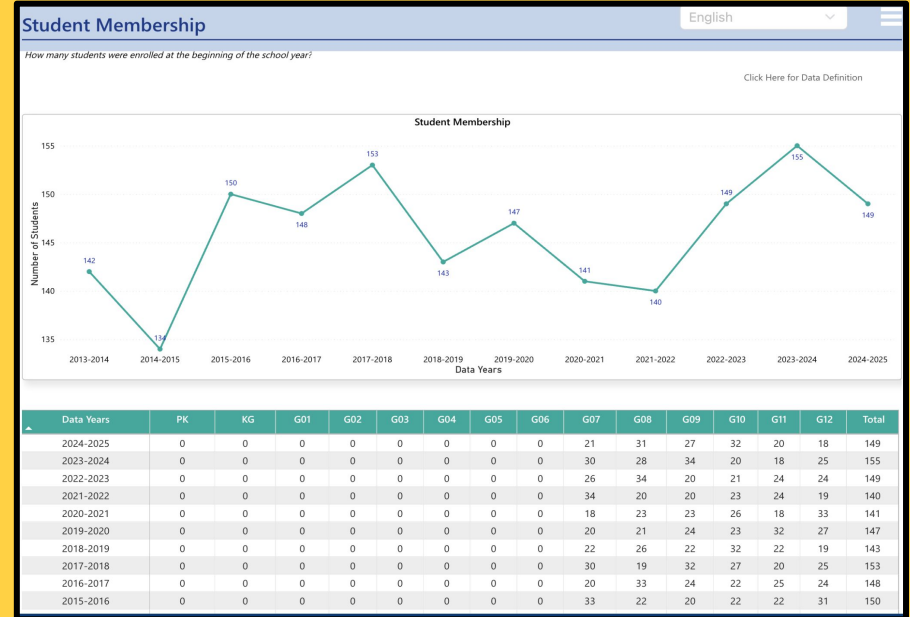 Student Membership
English
How many students were enrolled at the beginning of the school year?
Click Here for Data Definition
Student Membership
155
150
145
140
135
Number of Students
142
134
150
148
153
143
147
141
140
149
155
149
2013-2014 2014-2015 2015-2016 2016-2017 2017-2018 2018-2019 2019-2020 2020-2021 2021-2022 2022-2023 2023-2024 2024-2025
Data Years
Data Years PK KG G01 G02 G03 G04 G05 G06 G07 G08 G09 G10 G11 G12 Total
2024-2025 0 0 0 0 0 0 0 0 21 31 27 32 20 18 149
2023-2024 0 0 0 0 0 0 0 0 30 28 34 20 18 25 155
2022-2023 0 0 0 0 0 0 0 0 26 34 20 21 24 24 149
2021-2022 0 0 0 0 0 0 0 0 34 20 20 23 24 19 140
2020-2021 0 0 0 0 0 0 0 0 18 23 23 26 18 33 141
2019-2020 0 0 0 0 0 0 0 0 20 21 24 23 32 27 147
2018-2019 0 0 0 0 0 0 0 0 22 26 22 32 22 19 143
2017-2018 0 0 0 0 0 0 0 0 30 19 32 27 20 25 153
2016-2017 0 0 0 0 0 0 0 0 20 33 24 22 25 24 148
2015-2016 0 0 0 0 0 0 0 0 33 22 20 22 22 31 150